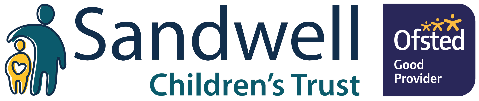 Sandwell
Children's Trust
Ofsted
Good
Provider